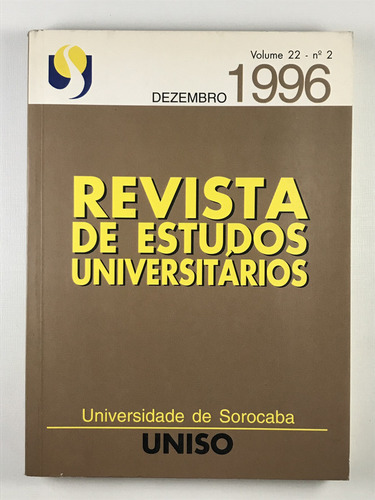 Volume 22 - nº 2
DEZEMBRO 1996
REVISTA
DE ESTUDOS
UNIVERSITÁRIOS
Universidade de Sorocaba
UNISO